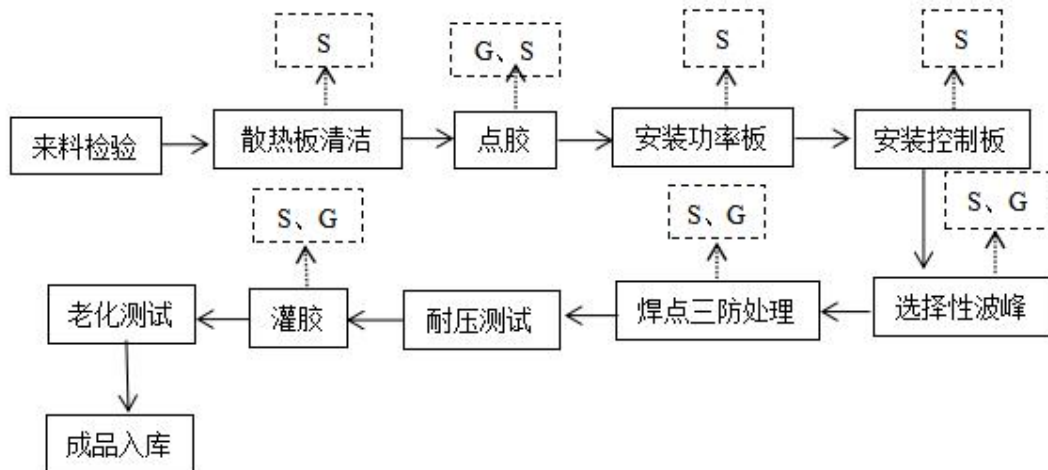 S
G、S
S
S
来料检验
散热板清洁
点胶
安装功率板
安装控制板
S、G
S、G
S、G
老化测试
灌胶
耐压测试
焊点三防处理
选择性波峰
成品入库